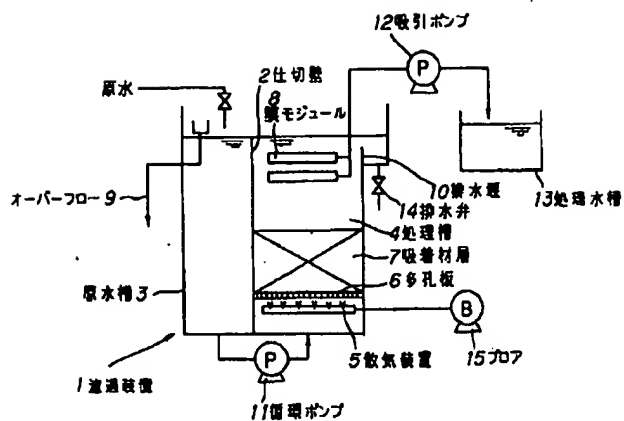 12吸引ポンプ
P
2仕切壁
原水
8
膜モジュール
オーバーフロー9
10排水堰
13処理水槽
14排水弁
4処理槽
7吸着材層
6多孔板
原水槽3
B
5散気装置
15ブロア
P
1濾過装置
11循環ポンプ